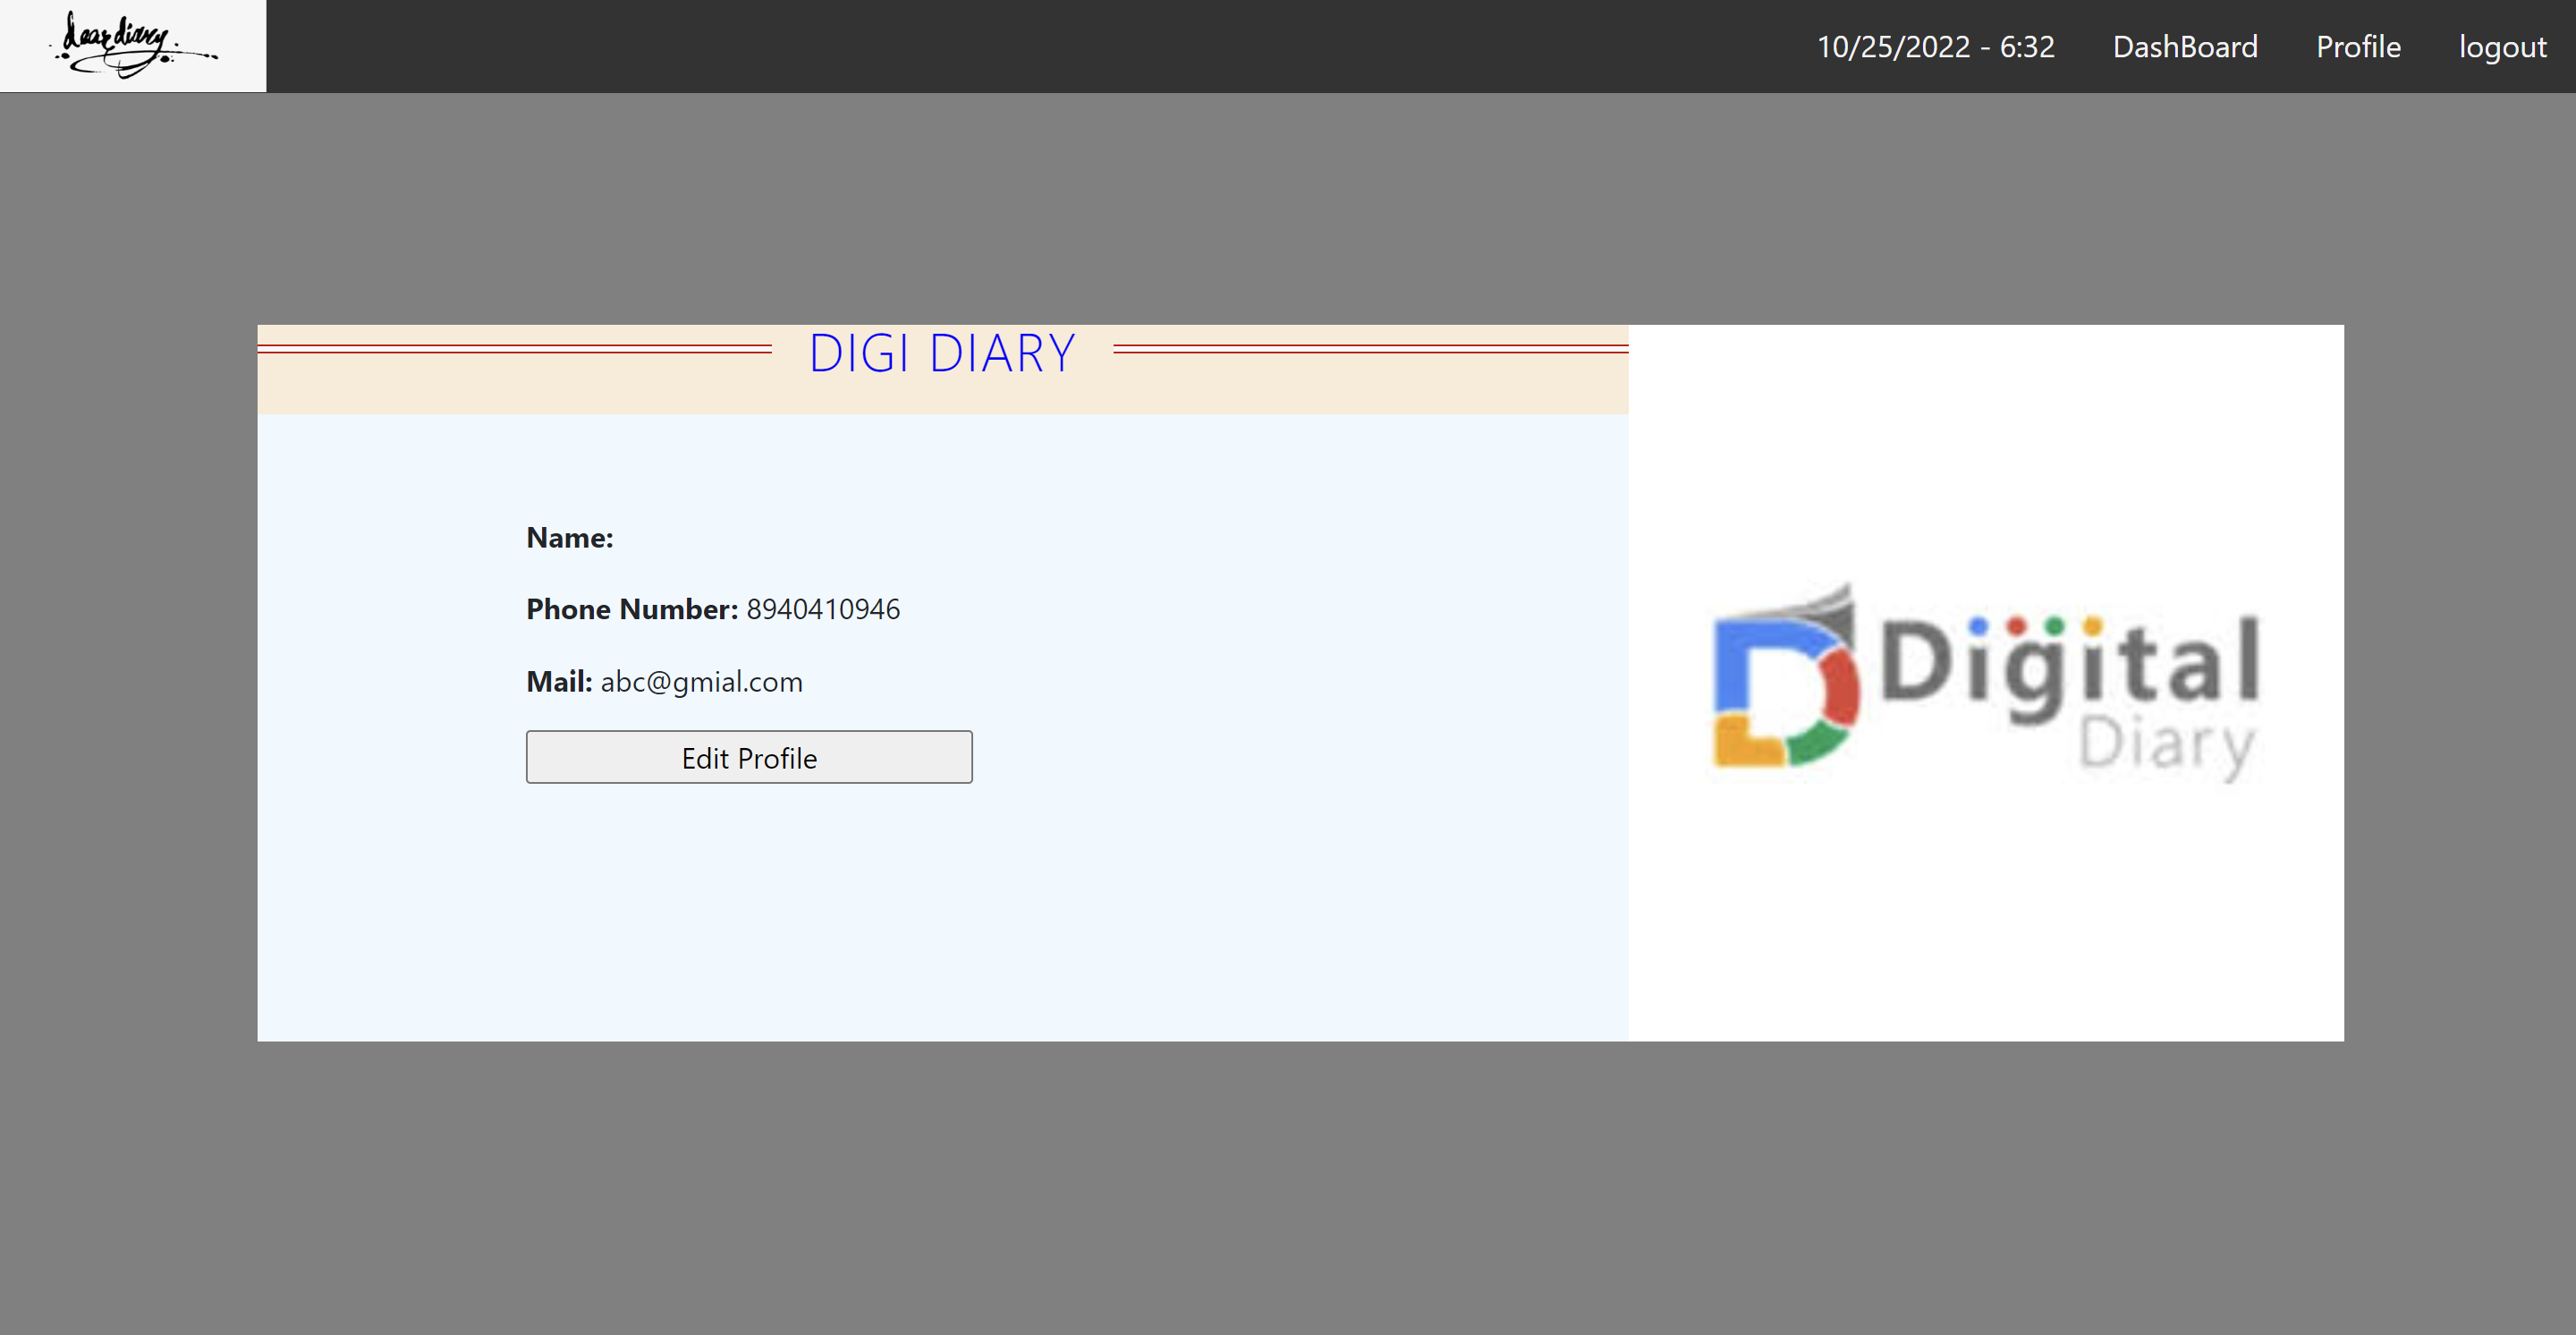 dear diary.
10/25/2022 - 6:32 DashBoard Profile logout
DIGI DIARY
Name:
Phone Number: 8940410946
Mail: abc@gmial.com
Edit Profile
Digital
Diary